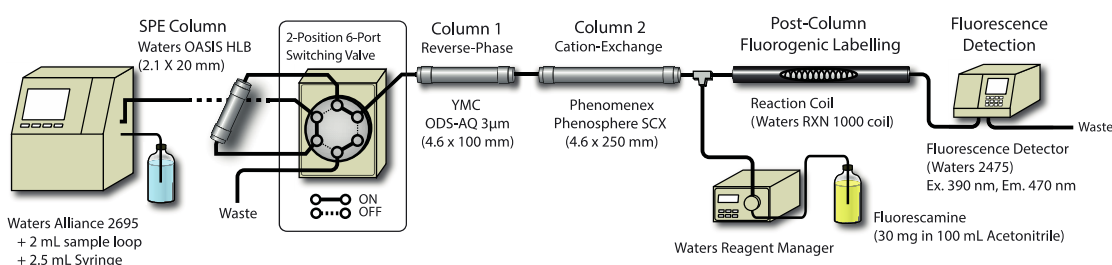 SPE Column
Waters OASIS HLB
(2.1 X 20 mm)
2-Position 6-Port
Switching Valve
Column 1
Reverse-Phase
Column 2
Cation-Exchange
Post-Column
Fluorogenic Labelling
Fluorescence
Detection
YMC
ODS-AQ 3μm
(4.6 x 100 mm)
Phenomenex
Phenosphere SCX
(4.6 x 250 mm)
Reaction Coil
(Waters RXN 1000 coil)
Waste
Fluorescence Detector
(Waters 2475)
Ex. 390 nm, Em. 470 nm
Waste
ON
OFF
Waters Alliance 2695
+ 2 mL sample loop
+ 2.5 mL Syringe
Waters Reagent Manager
Fluorescamine
(30 mg in 100 mL Acetonitrile)